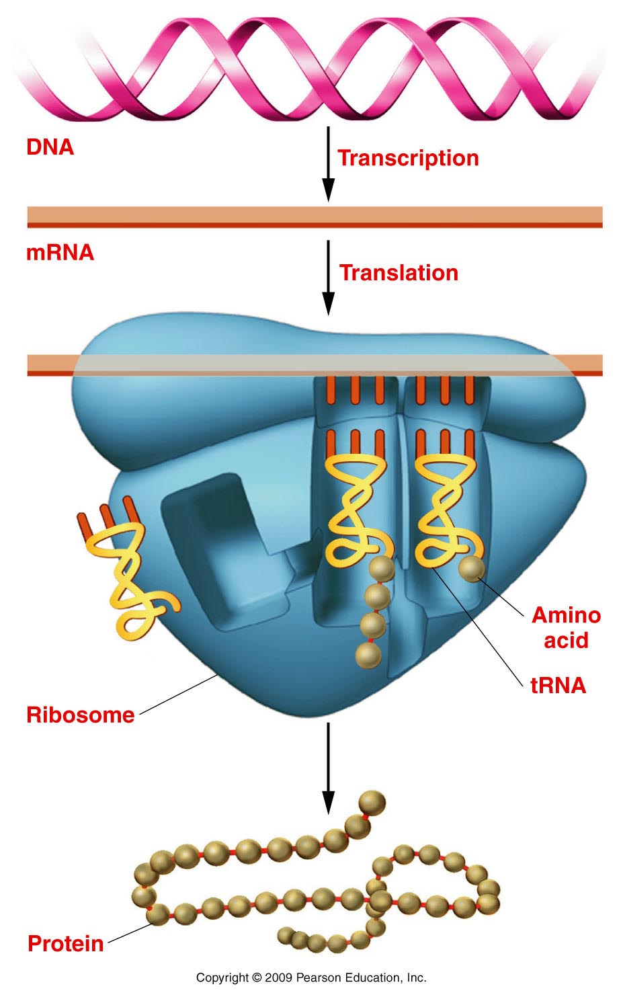 DNA
Transcription
mRNA
Translation
Amino
acid
tRNA
Ribosome
Protein
Copyright © 2009 Pearson Education, Inc.